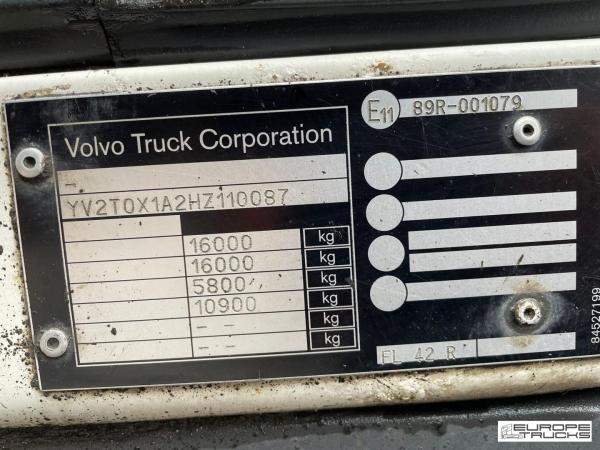 E11 89R-001079
Volvo Truck Corporation
-
YV2T0X1A2HZ110087
16000 kg
16000 kg
5800 kg
10900 kg
- - kg
- - kg
FL 42 R
84527199
EUROPE
TRUCKS